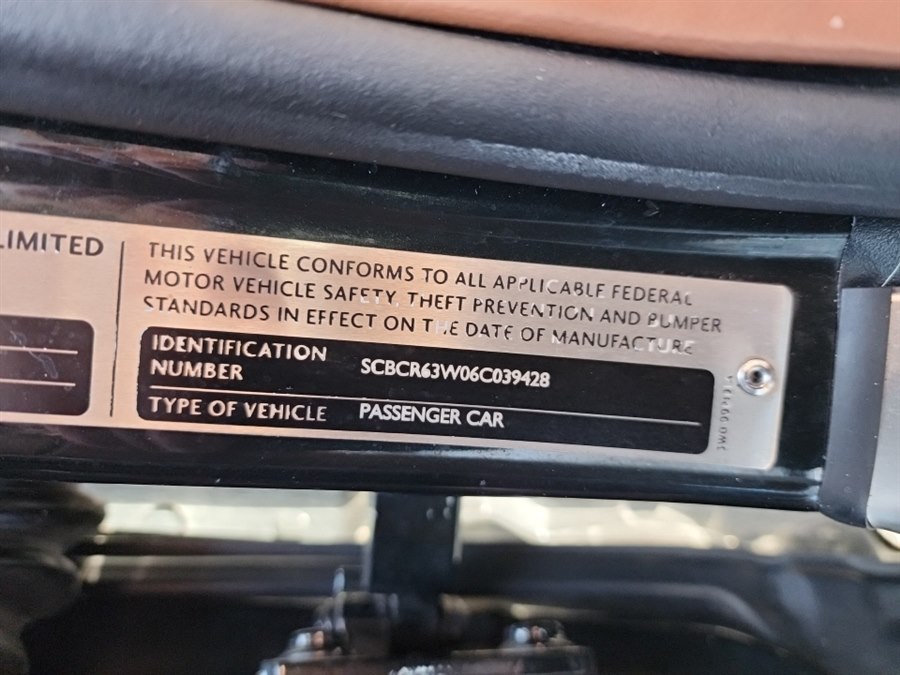 LIMITED
THIS VEHICLE CONFORMS TO ALL APPLICABLE FEDERAL
MOTOR VEHICLE SAFETY, THEFT PREVENTION AND BUMPER
STANDARDS IN EFFECT ON THE DATE OF MANUFACTURE
IDENTIFICATION
NUMBER SCBCR63W06C039428
TYPE OF VEHICLE PASSENGER CAR